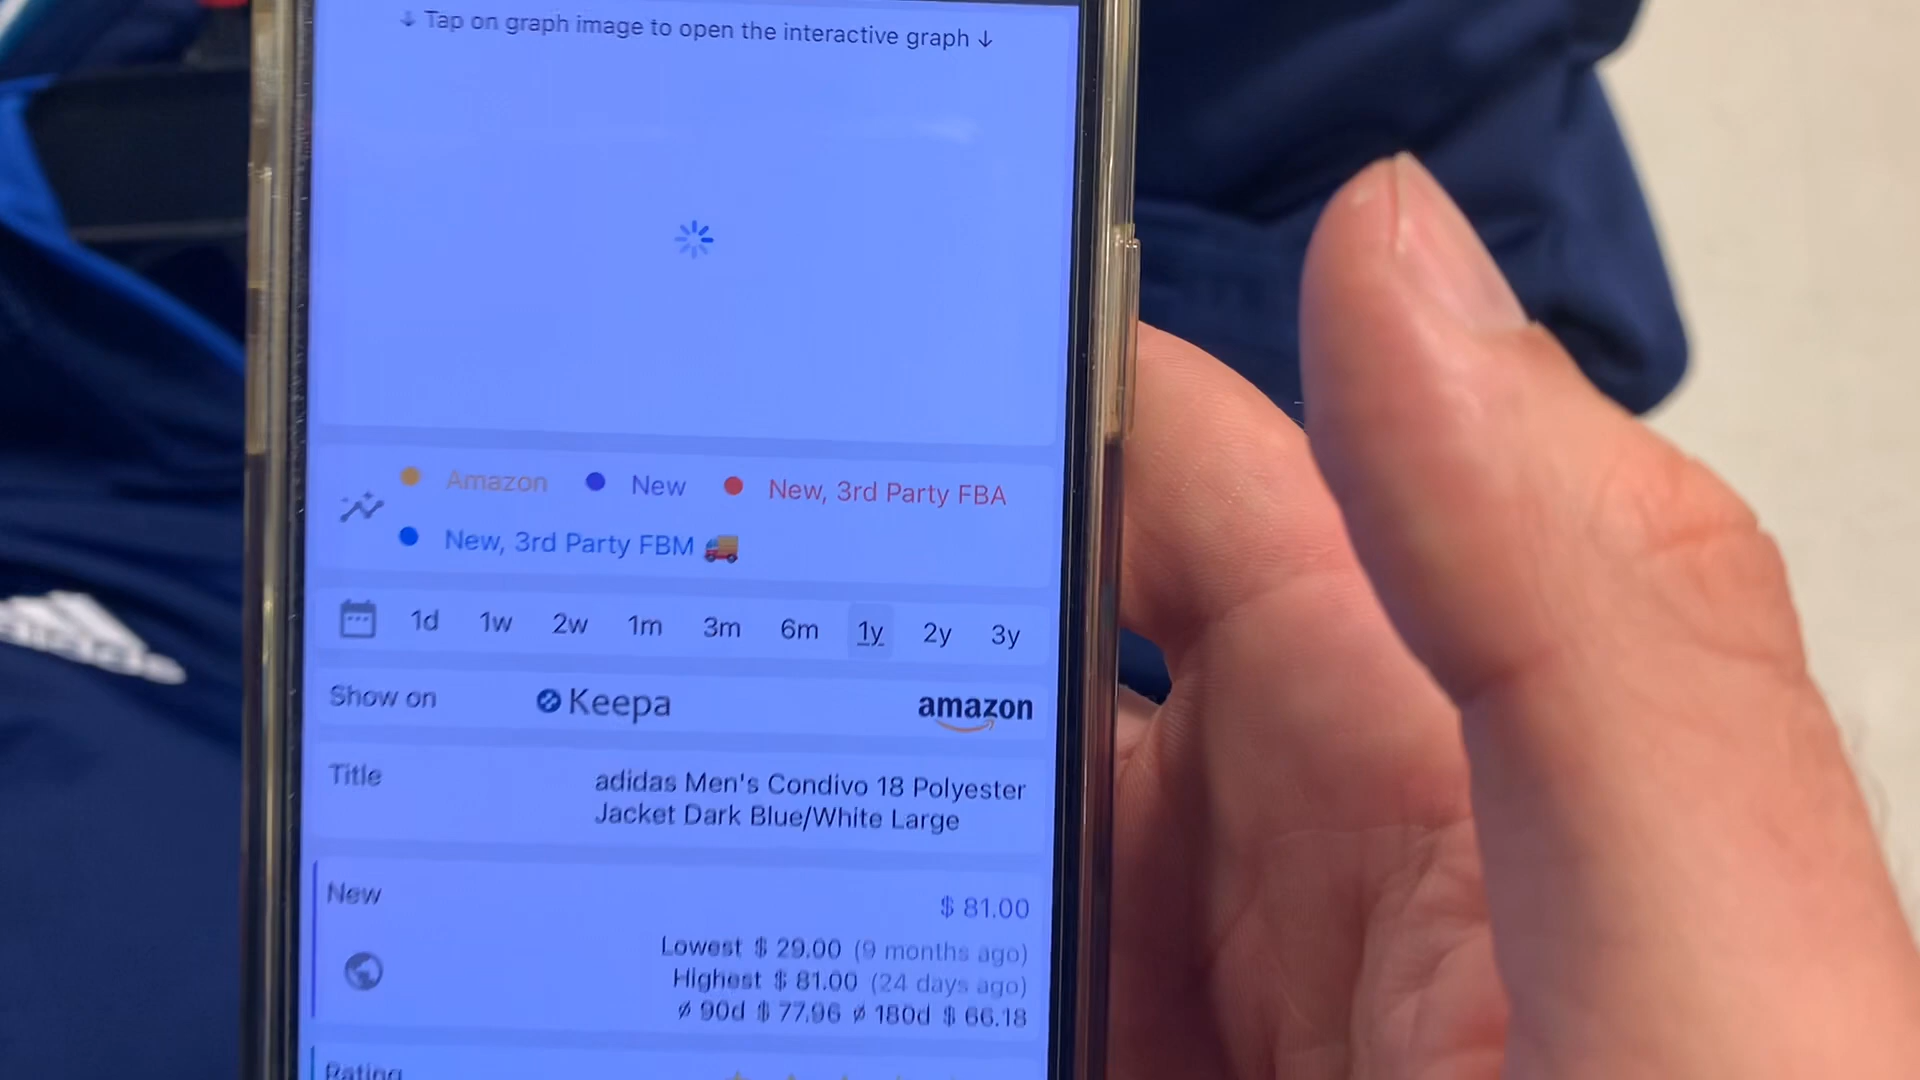 ↓ Tap on graph image to open the interactive graph ↓
Amazon New New, 3rd Party FBA
New, 3rd Party FBM 🚚
1d 1w 2w 1m 3m 6m 1y 2y 3y
Show on Keepa amazon
Title adidas Men's Condivo 18 Polyester
Jacket Dark Blue/White Large
New $ 81.00
Lowest $ 29.00 (9 months ago)
Highest $ 81.00 (24 days ago)
ø 90d $ 77.96 ø 180d $ 66.18
Rating
adidas